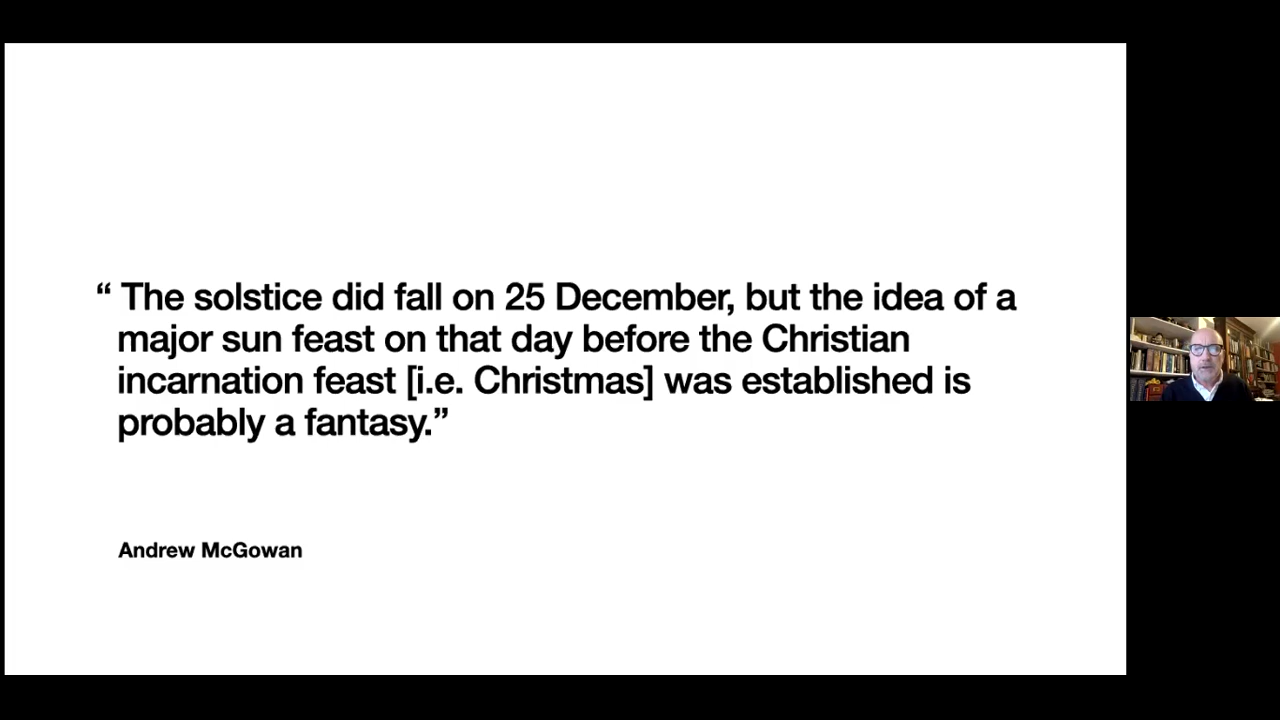 “ The solstice did fall on 25 December, but the idea of a
major sun feast on that day before the Christian
incarnation feast [i.e. Christmas] was established is
probably a fantasy.”
Andrew McGowan